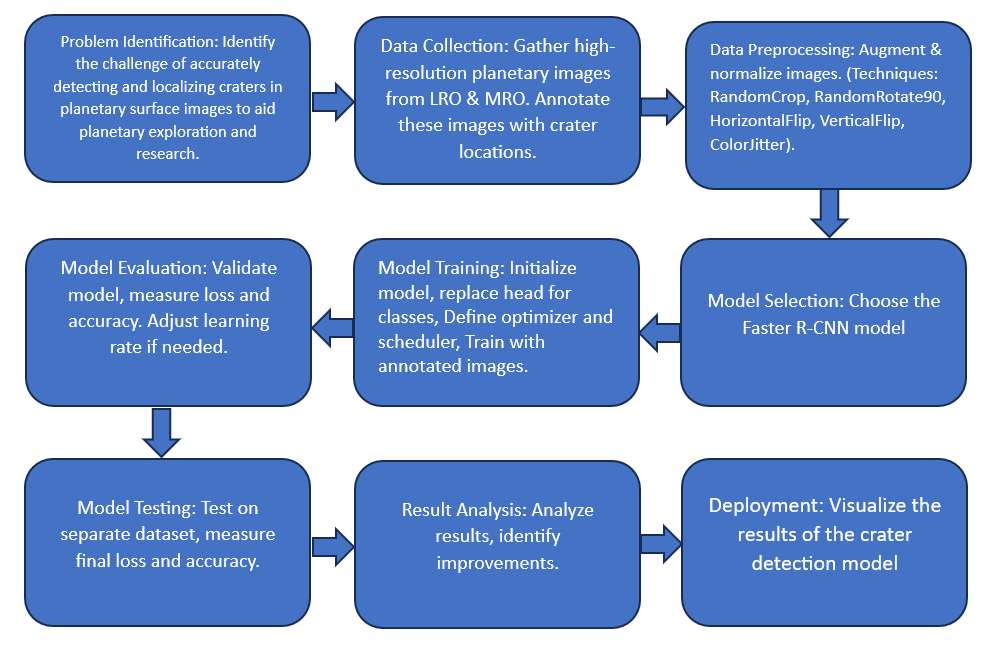 Problem Identification: Identify
the challenge of accurately
detecting and localizing craters in
planetary surface images to aid
planetary exploration and
research.
Data Collection: Gather high-
resolution planetary images
from LRO & MRO. Annotate
these images with crater
locations.
Data Preprocessing: Augment &
normalize images. (Techniques:
RandomCrop, RandomRotate90,
HorizontalFlip, VerticalFlip,
ColorJitter).
Model Selection: Choose the
Faster R-CNN model
Model Training: Initialize
model, replace head for
classes, Define optimizer and
scheduler, Train with
annotated images.
Model Evaluation: Validate
model, measure loss and
accuracy. Adjust learning
rate if needed.
Model Testing: Test on
separate dataset, measure
final loss and accuracy.
Result Analysis: Analyze
results, identify
improvements.
Deployment: Visualize the
results of the crater
detection model